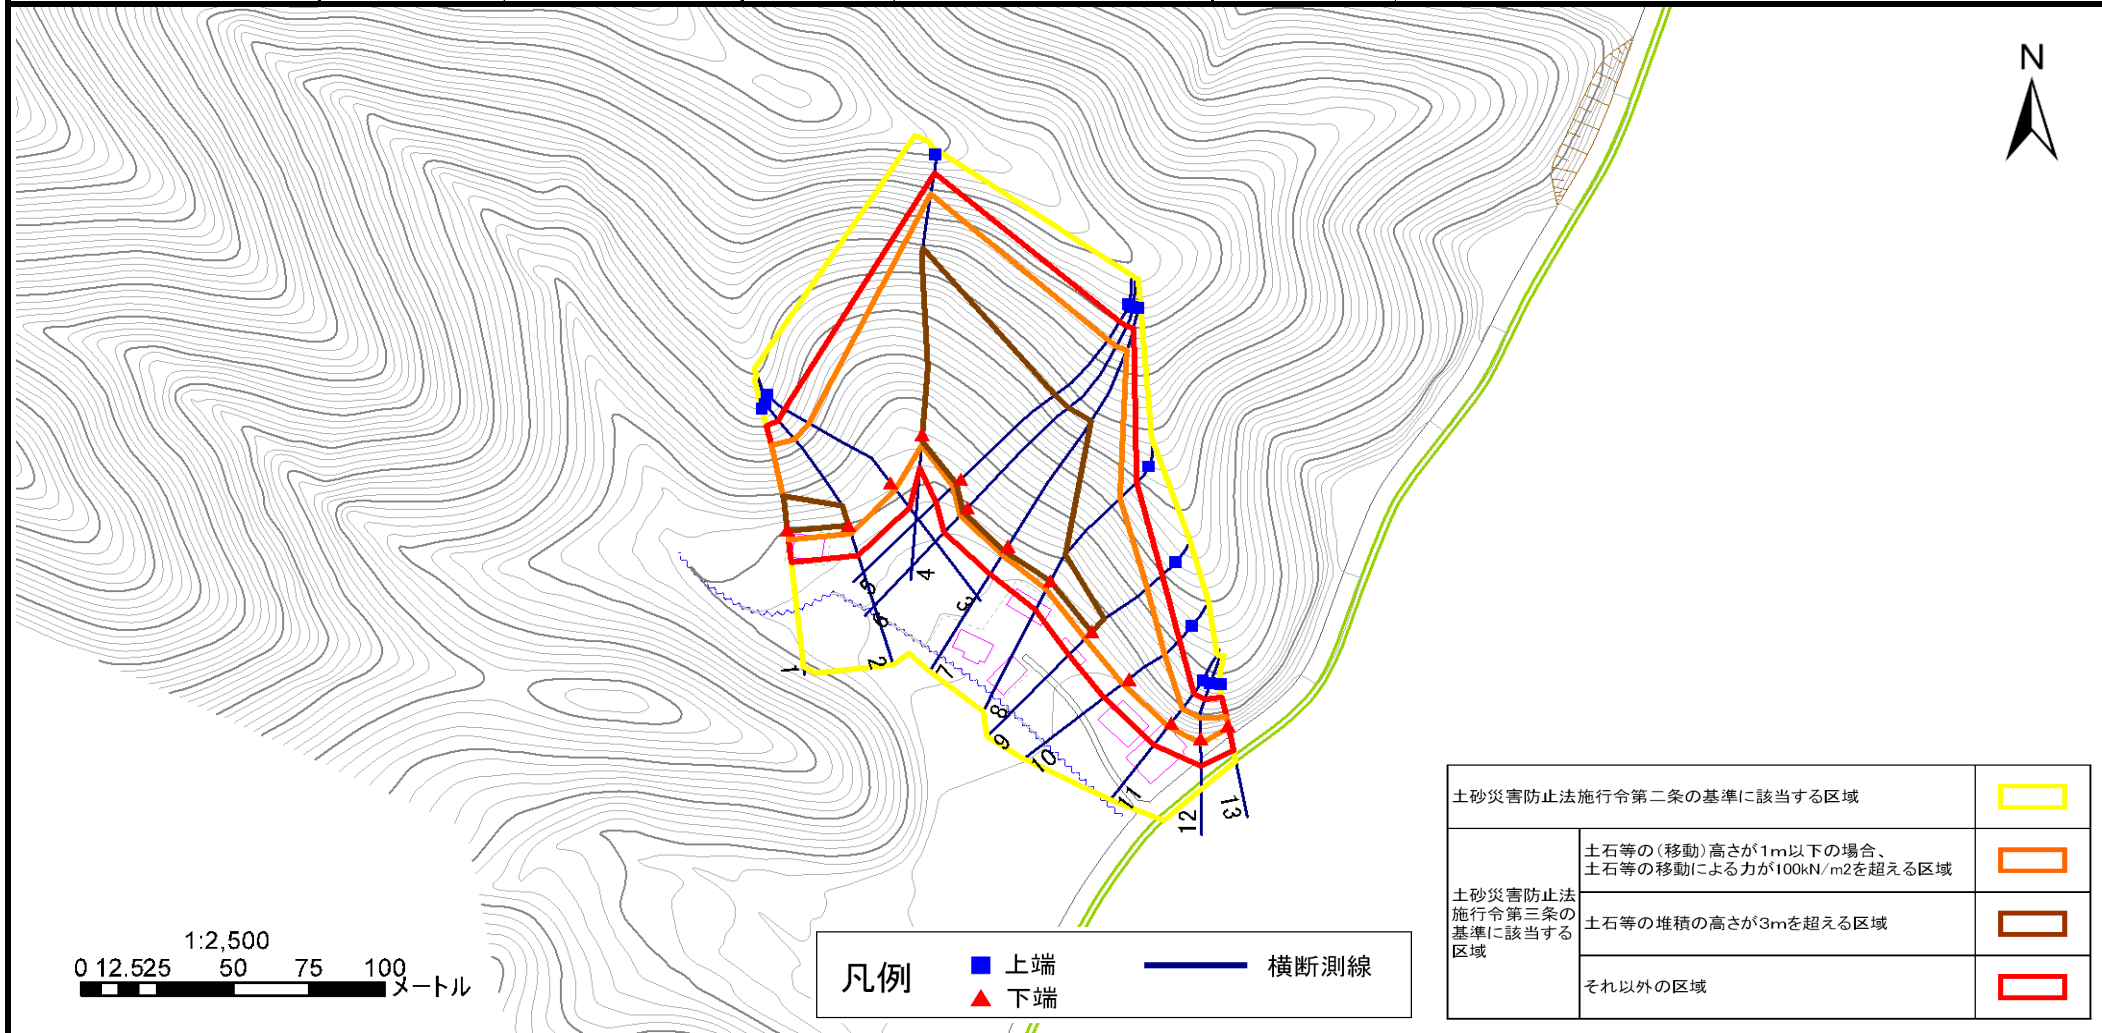 N
5
4
3
6
1
2
7
8
9
10
11
12
13
1:2,500
0 12.525 50 75 100
メートル
凡例
上端
下端
横断測線
土砂災害防止法施行令第二条の基準に該当する区域
土砂災害防止法
施行令第三条の
基準に該当する
区域
土石等の(移動)高さが1m以下の場合、
土石等の移動による力が100kN/m2を超える区域
土石等の堆積の高さが3mを超える区域
それ以外の区域